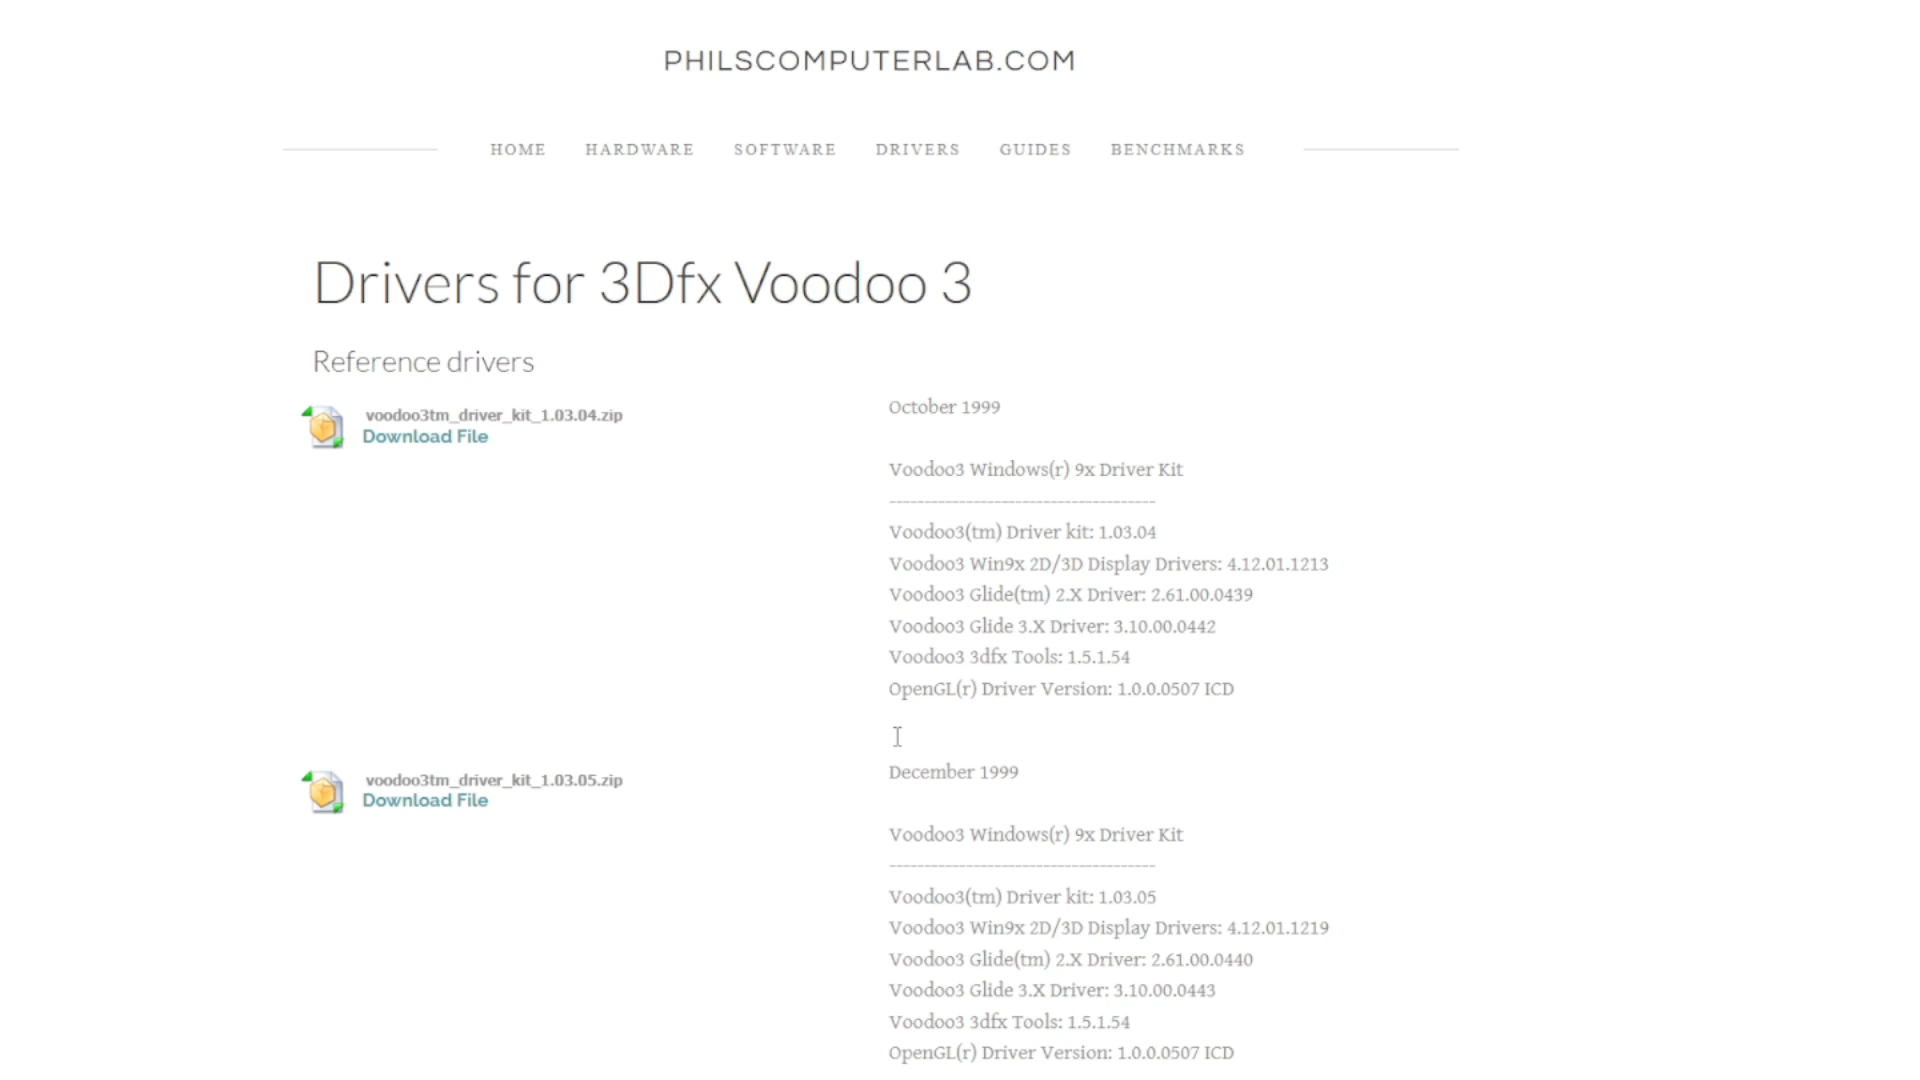 PHILSCOMPUTERLAB.COM
HOME HARDWARE SOFTWARE DRIVERS GUIDES BENCHMARKS
Drivers for 3Dfx Voodoo 3
Reference drivers
voodoo3tm_driver_kit_1.03.04.zip
Download File
October 1999
Voodoo3 Windows(r) 9x Driver Kit
--------------------------------------
Voodoo3(tm) Driver kit: 1.03.04
Voodoo3 Win9x 2D/3D Display Drivers: 4.12.01.1213
Voodoo3 Glide(tm) 2.X Driver: 2.61.00.0439
Voodoo3 Glide 3.X Driver: 3.10.00.0442
Voodoo3 3dfx Tools: 1.5.1.54
OpenGL(r) Driver Version: 1.0.0.0507 ICD
voodoo3tm_driver_kit_1.03.05.zip
Download File
December 1999
Voodoo3 Windows(r) 9x Driver Kit
--------------------------------------
Voodoo3(tm) Driver kit: 1.03.05
Voodoo3 Win9x 2D/3D Display Drivers: 4.12.01.1219
Voodoo3 Glide(tm) 2.X Driver: 2.61.00.0440
Voodoo3 Glide 3.X Driver: 3.10.00.0443
Voodoo3 3dfx Tools: 1.5.1.54
OpenGL(r) Driver Version: 1.0.0.0507 ICD